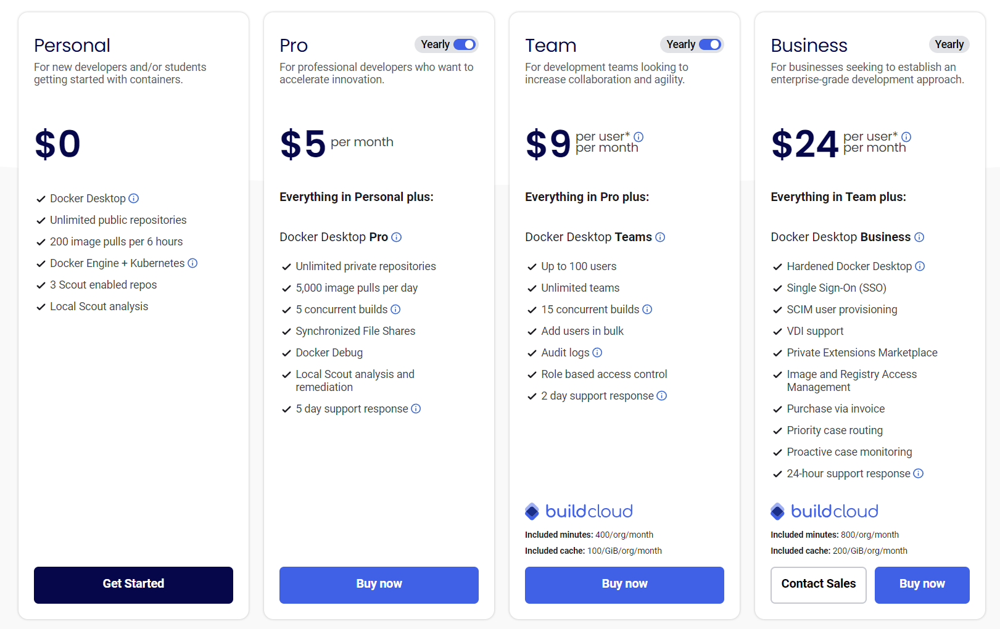 Personal
For new developers and/or students
getting started with containers.
$0
Docker Desktop
Unlimited public repositories
200 image pulls per 6 hours
Docker Engine + Kubernetes
3 Scout enabled repos
Local Scout analysis
Get Started
Pro
Yearly
For professional developers who want to
accelerate innovation.
$5 per month
Everything in Personal plus:
Docker Desktop Pro
Unlimited private repositories
5,000 image pulls per day
5 concurrent builds
Synchronized File Shares
Docker Debug
Local Scout analysis and
remediation
5 day support response
Buy now
Team
Yearly
For development teams looking to
increase collaboration and agility.
$9 per user*
per month
Everything in Pro plus:
Docker Desktop Teams
Up to 100 users
Unlimited teams
15 concurrent builds
Add users in bulk
Audit logs
Role based access control
2 day support response
buildcloud
Included minutes: 400/org/month
Included cache: 100/GiB/org/month
Buy now
Business
Yearly
For businesses seeking to establish an
enterprise-grade development approach.
$24 per user*
per month
Everything in Team plus:
Docker Desktop Business
Hardened Docker Desktop
Single Sign-On (SSO)
SCIM user provisioning
VDI support
Private Extensions Marketplace
Image and Registry Access
Management
Purchase via invoice
Priority case routing
Proactive case monitoring
24-hour support response
buildcloud
Included minutes: 800/org/month
Included cache: 200/GiB/org/month
Contact Sales
Buy now